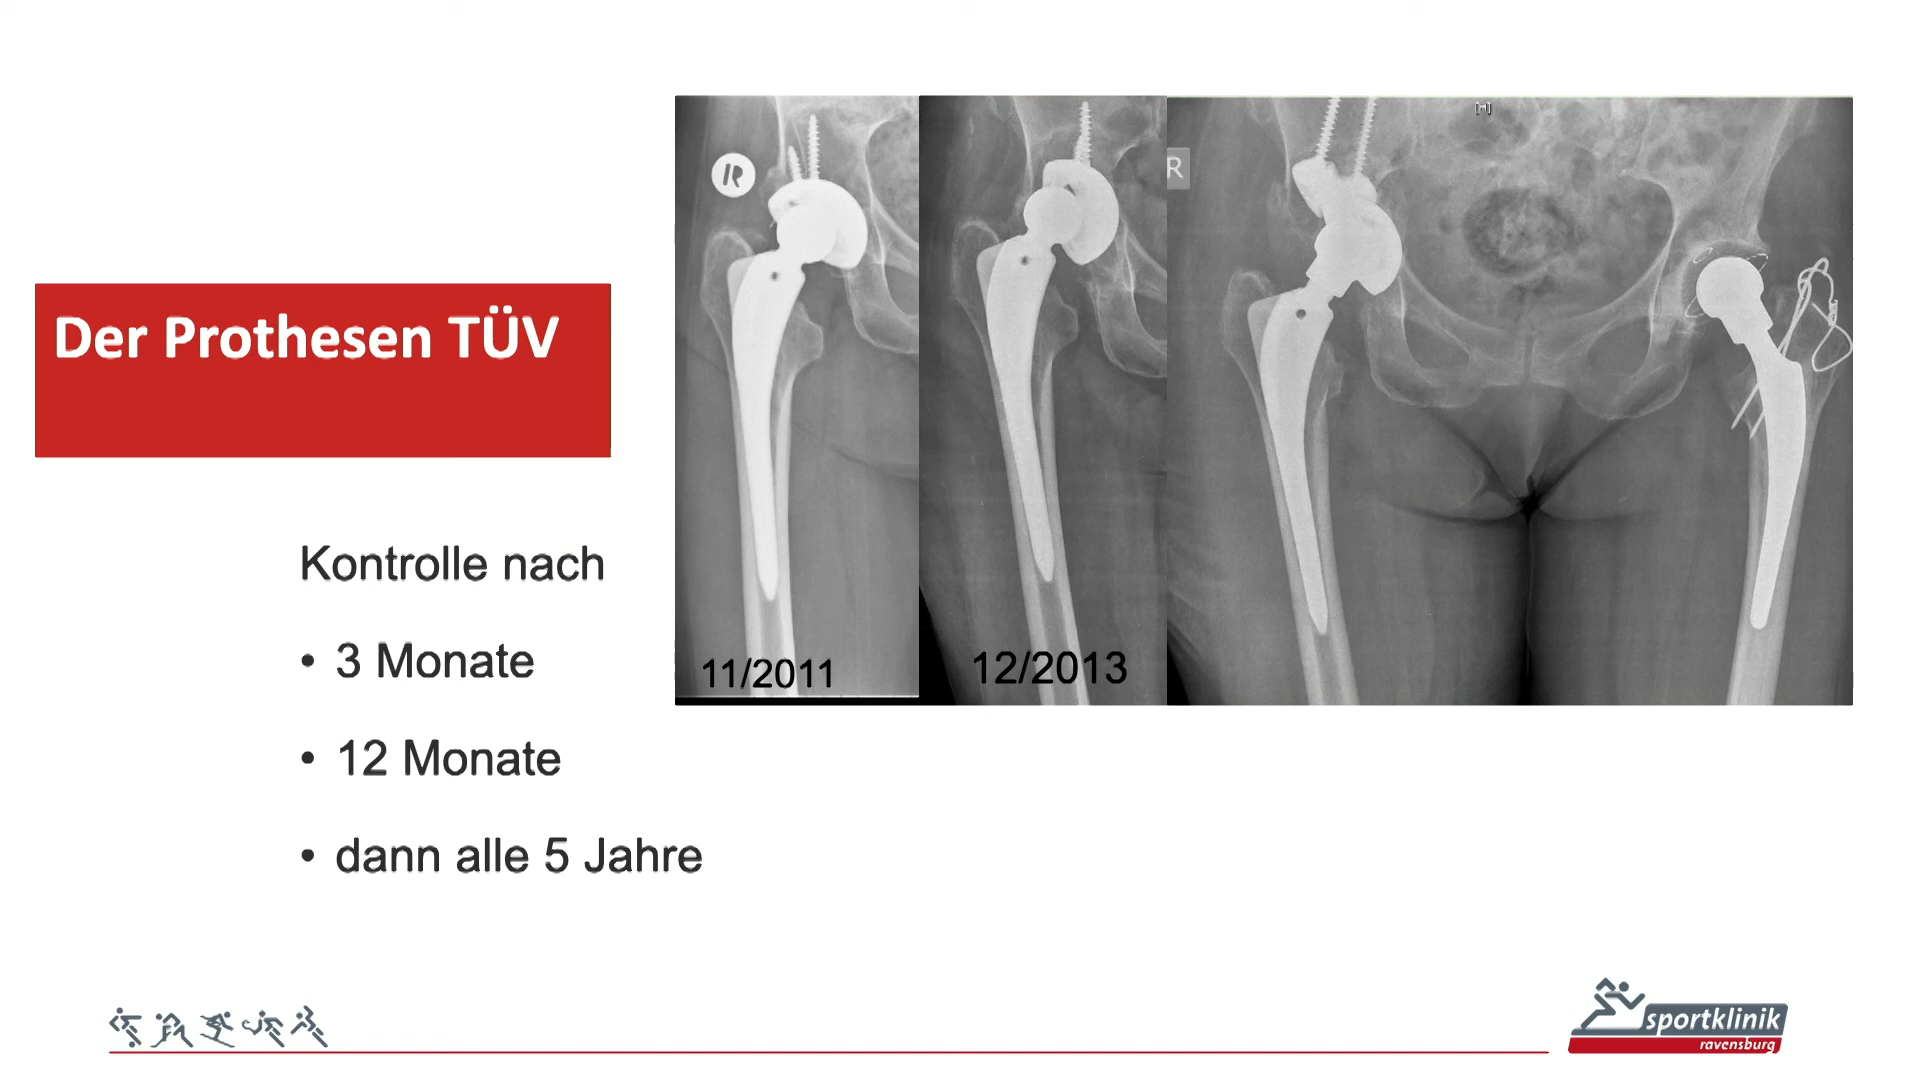 Der Prothesen TÜV
Kontrolle nach
• 3 Monate
• 12 Monate
• dann alle 5 Jahre
R
11/2011
12/2013
R
[H]
sportklinik
ravensburg